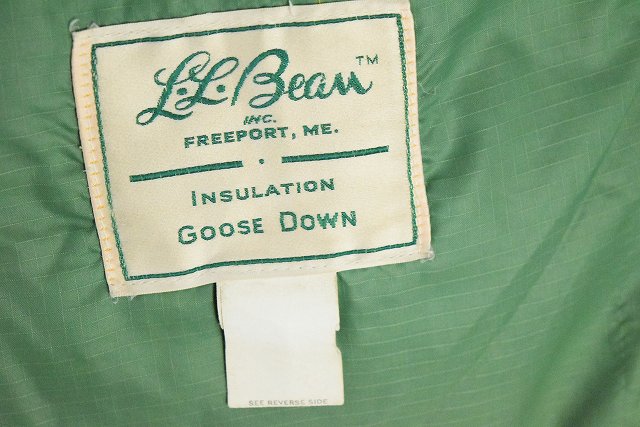 L.L.Bean™
INC.
FREEPORT, ME.
INSULATION
GOOSE DOWN
SEE REVERSE SIDE